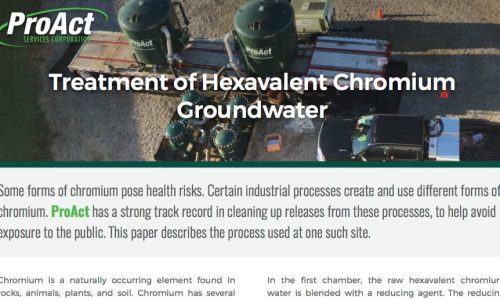 ProAct
SERVICES CORPORATION
ProAct
Treatment of Hexavalent Chromium
Groundwater
Some forms of chromium pose health risks. Certain industrial processes create and use different forms of
chromium. ProAct has a strong track record in cleaning up releases from these processes, to help avoid
exposure to the public. This paper describes the process used at one such site.
Chromium is a naturally occurring element found in
rocks, animals, plants, and soil. Chromium has several
In the first chamber, the raw hexavalent chromium
water is blended with a reducing agent. The reducing